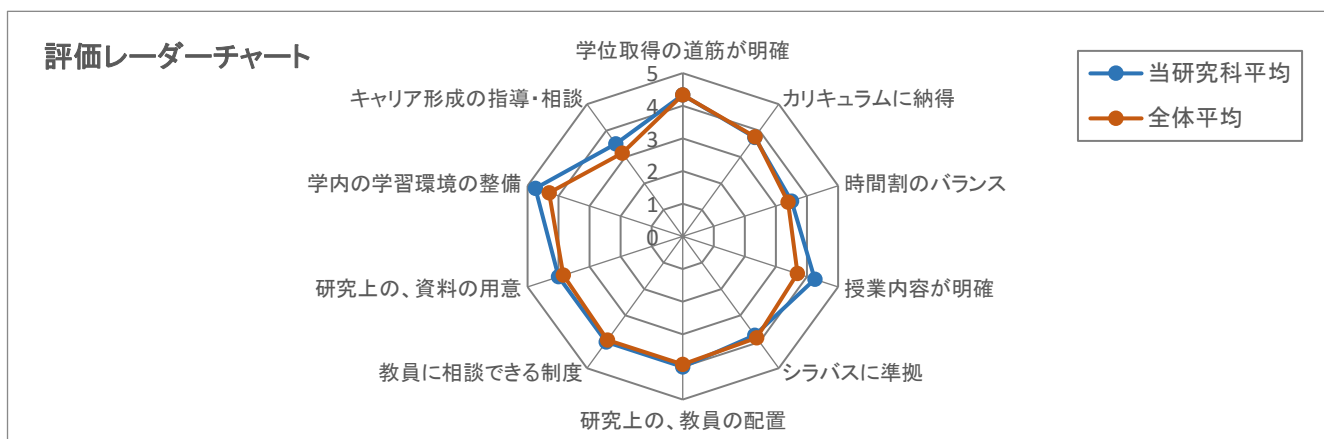 評価レーダーチャート
学位取得の道筋が明確
カリキュラムに納得
時間割のバランス
授業内容が明確
シラバスに準拠
研究上の、教員の配置
教員に相談できる制度
研究上の、資料の用意
学内の学習環境の整備
キャリア形成の指導・相談
5
4
3
2
1
0
当研究科平均
全体平均